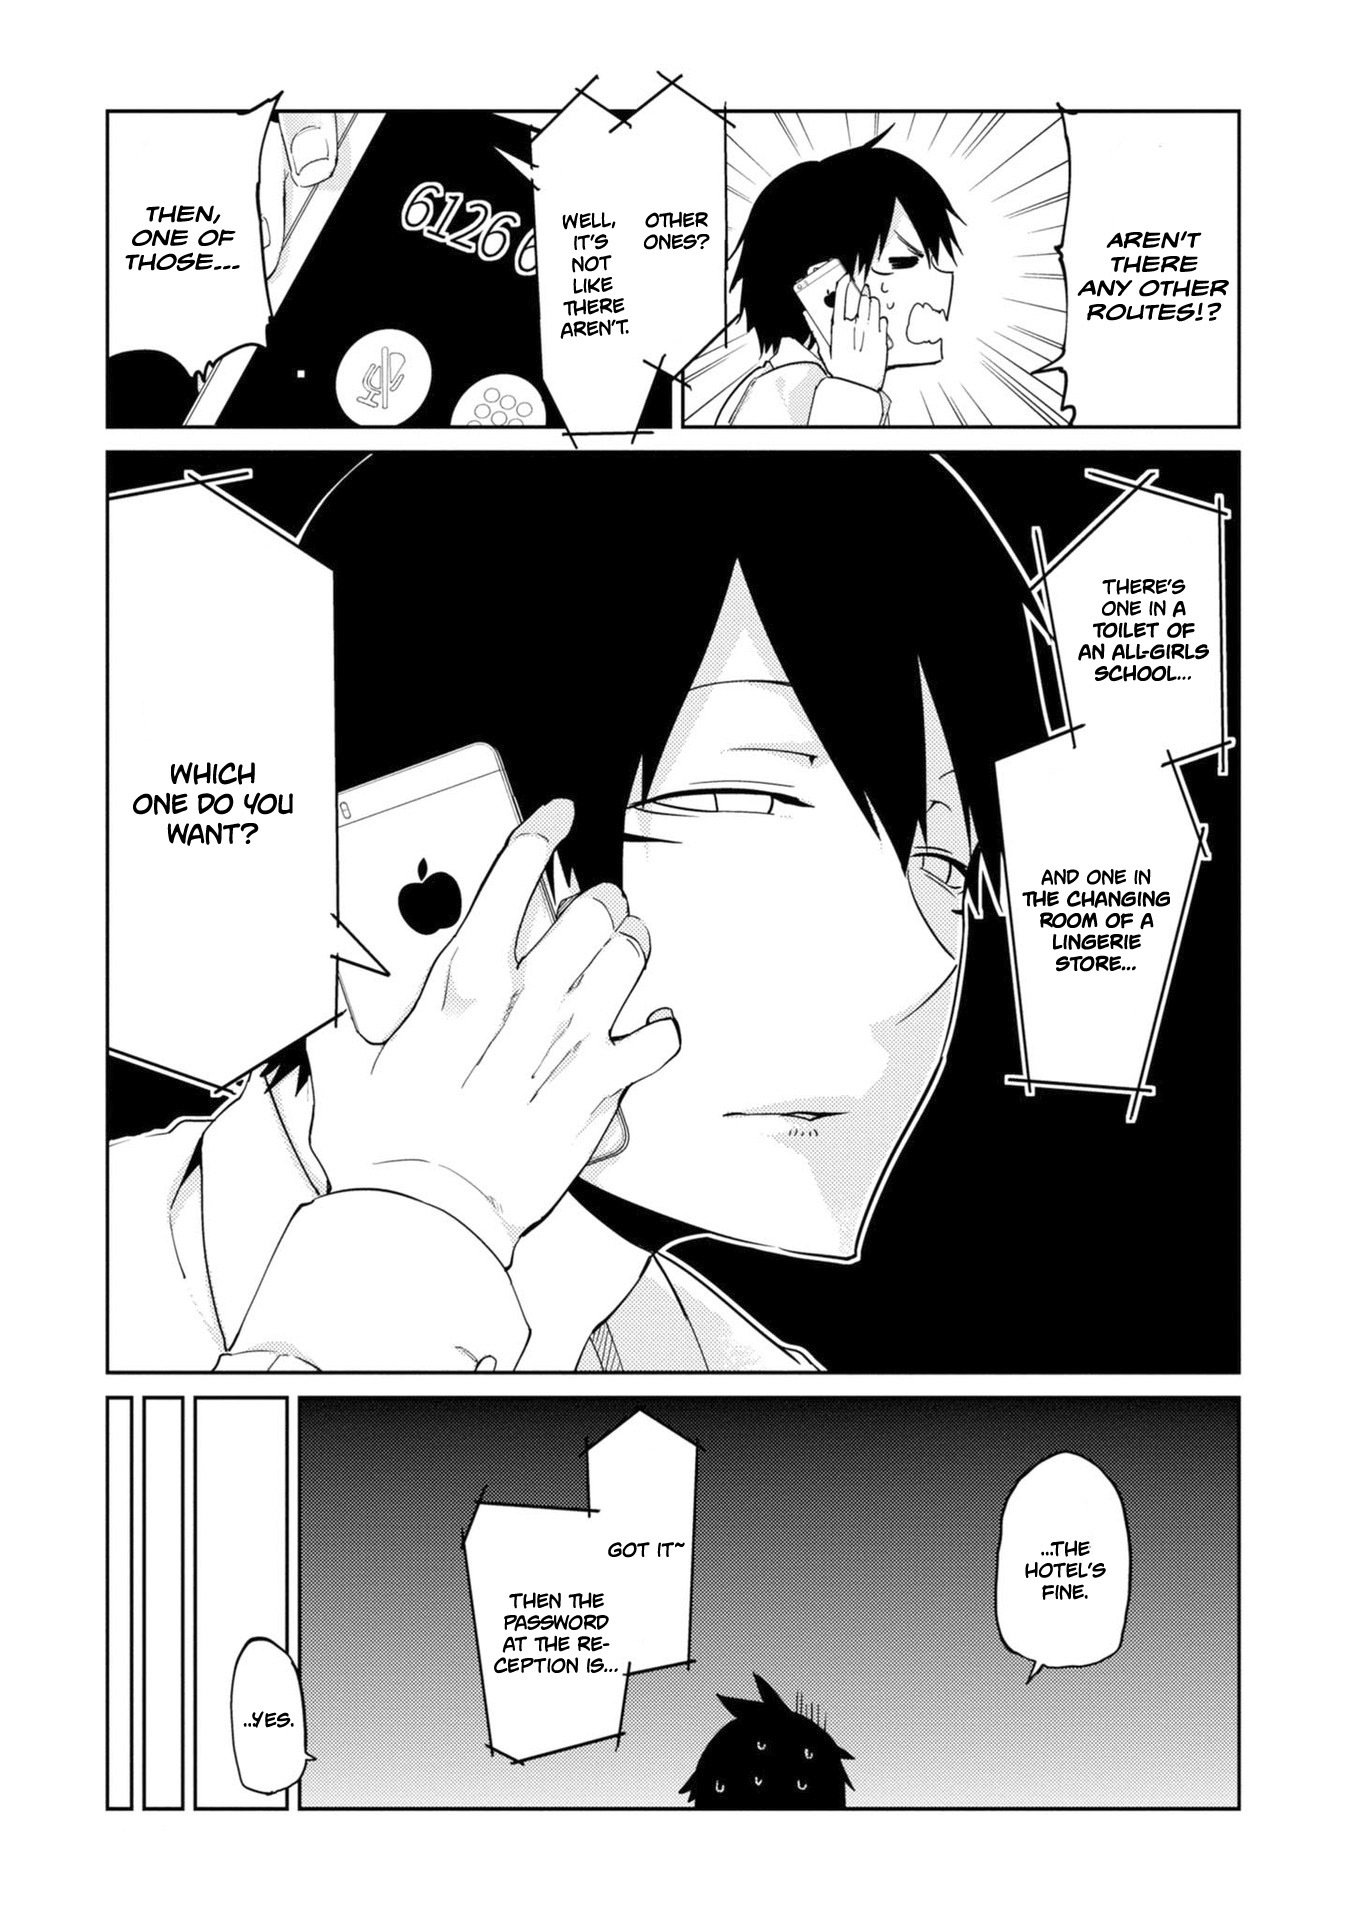 AREN'T
THERE
ANY OTHER
ROUTES!?
OTHER
ONES?
WELL,
IT'S
NOT
LIKE
THERE
AREN'T.
6126 6
THEN,
ONE OF
THOSE...
THERE'S
ONE IN A
TOILET OF
AN ALL-GIRLS
SCHOOL...
AND ONE IN
THE CHANGING
ROOM OF A
LINGERIE
STORE...
WHICH
ONE DO YOU
WANT?
...THE
HOTEL'S
FINE.
GOT IT~
THEN THE
PASSWORD
AT THE RE-
CEPTION IS...
...YES.